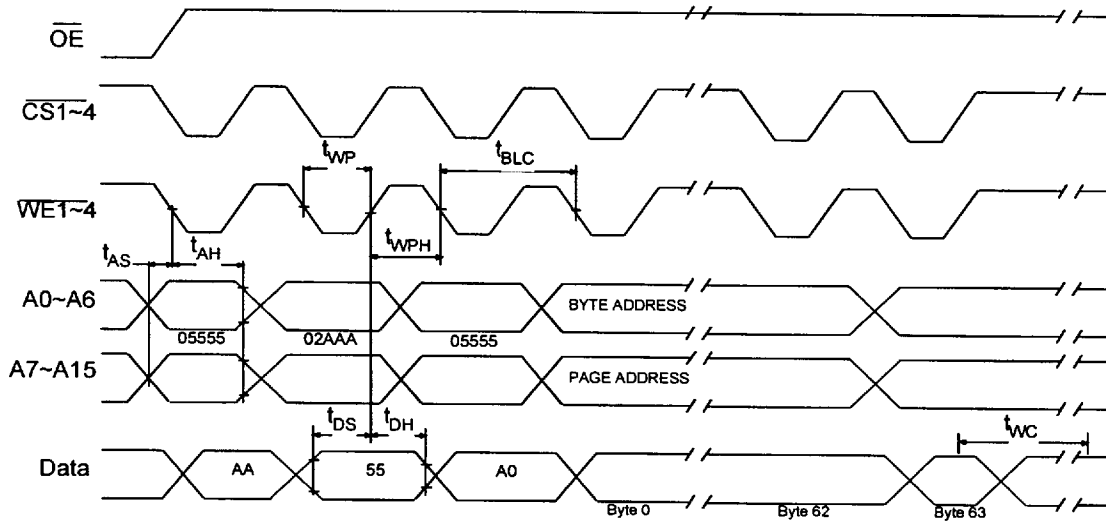 OE
CS1~4
tWP
tBLC
WE1~4
tWPH
tAS
tAH
A0~A6
BYTE ADDRESS
05555
02AAA
05555
A7~A15
PAGE ADDRESS
tDS
tDH
tWC
Data
AA
55
A0
Byte 0
Byte 62
Byte 63